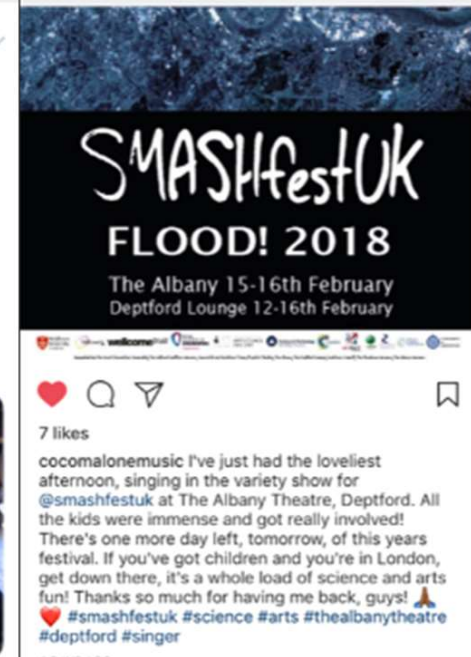 SMASHfestUK
FLOOD! 2018
The Albany 15-16th February
Deptford Lounge 12-16th February
wellcome
7 likes
cocomalonemusic I've just had the loveliest
afternoon, singing in the variety show for
@smashfestuk at The Albany Theatre, Deptford. All
the kids were immense and got really involved!
There's one more day left, tomorrow, of this years
festival. If you've got children and you're in London,
get down there, it's a whole load of science and arts
fun! Thanks so much for having me back, guys! 🙏🏾
❤️ #smashfestuk #science #arts #thealbanytheatre
#deptford #singer